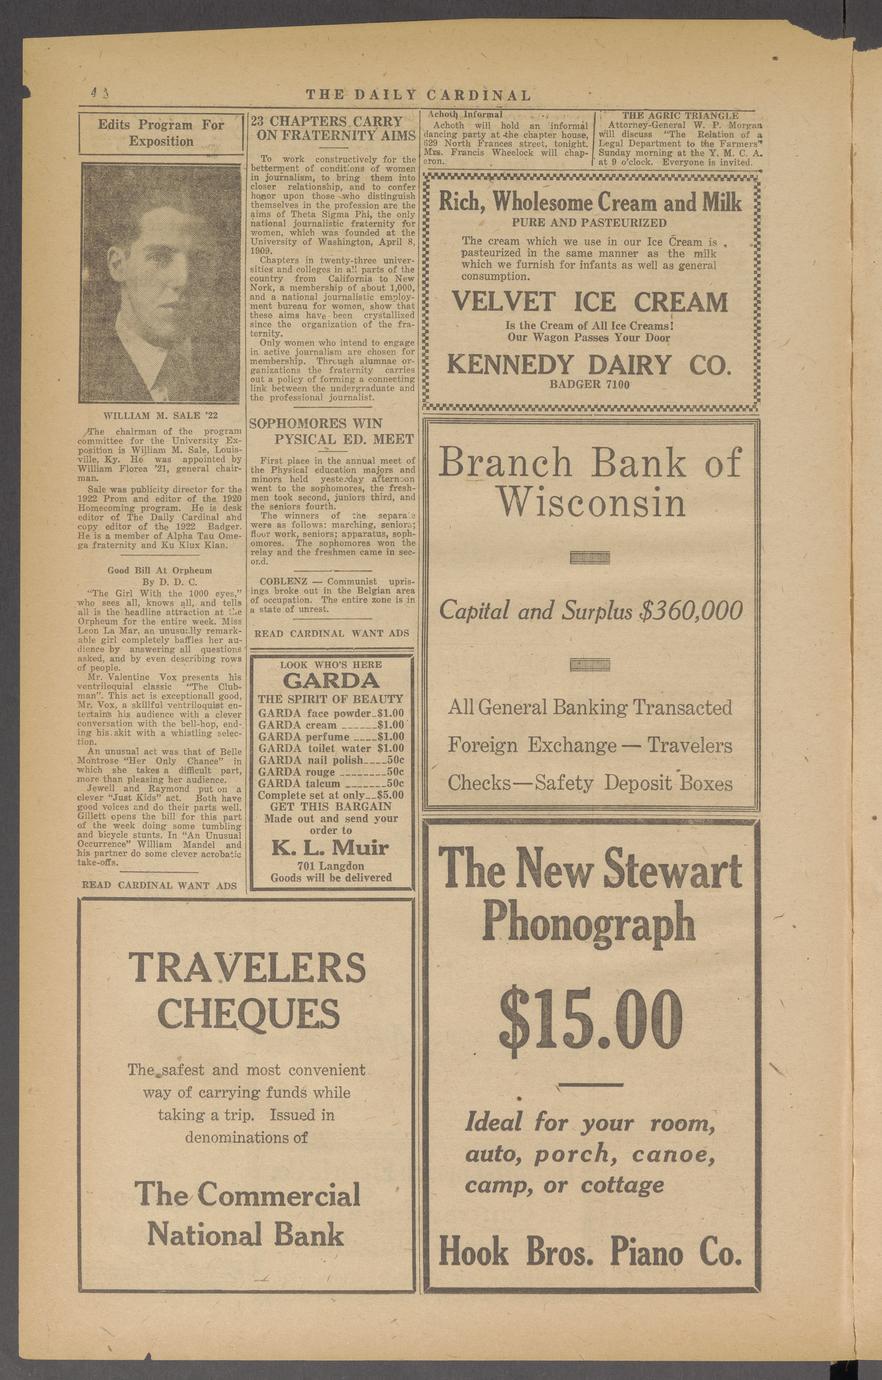 THE DAILY CARDINAL
Edits Program For
Exposition
WILLIAM M. SALE '22
The chairman of the program
committee for the University Ex-
position is William M. Sale, Louis-
ville, Ky. He was appointed by
William Florea '21, general chair-
man.
Sale was publicity director for the
1922 Prom and editor of the 1920
Homecoming program. He is desk
editor of The Daily Cardinal and
copy editor of the 1922 Badger.
He is a member of Alpha Tau Ome-
ga fraternity and Ku Klux Klan.
Good Bill At Orpheum
By D. D. C.
"The Girl With the 1000 eyes,"
who sees all, knows all, and tells
all is the headline attraction at the
Orpheum for the entire week. Miss
Leon La Mar, an unusually remark-
able girl completely baffles her au-
dience by answering all questions
asked, and by even describing rows
of people.
Mr. Valentine Vox presents his
ventriloquial classic "The Club-
man". This act is exceptionall good,
Mr. Vox, a skillful ventriloquist en-
tertains his audience with a clever
conversation with the bell-hop, end-
ing his skit with a whistling selec-
tion.
An unusual act was that of Belle
Montrose "Her Only Chance" in
which she takes a difficult part,
more than pleasing her audience.
Jewell and Raymond put on a
clever "Just Kids" act. Both have
good voices and do their parts well.
Gillett opens the bill for this part
of the week doing some tumbling
and bicycle stunts. In "An Unusual
Occurrence" William Mandel and
his partner do some clever acrobatic
take-offs.
READ CARDINAL WANT ADS
23 CHAPTERS CARRY
ON FRATERNITY AIMS
To work constructively for the
betterment of conditions of women
in journalism, to bring them into
closer relationship, and to confer
honor upon those who distinguish
themselves in the profession are the
aims of Theta Sigma Phi, the only
national journalistic fraternity for
women, which was founded at the
University of Washington, April 8,
1909.
Chapters in twenty-three univer-
sities and colleges in all parts of the
country from California to New
Nork, a membership of about 1,000,
and a national journalistic employ-
ment bureau for women, show that
these aims have been crystallized
since the organization of the fra-
ternity.
Only women who intend to engage
in active journalism are chosen for
membership. Through alumnae or-
ganizations the fraternity carries
out a policy of forming a connecting
link between the undergraduate and
the professional journalist.
SOPHOMORES WIN
PYSICAL ED. MEET
First place in the annual meet of
the Physical education majors and
minors held yesterday afternoon
went to the sophomores, the fresh-
men took second, juniors third, and
the seniors fourth.
The winners of the separate
were as follows: marching, seniors;
floor work, seniors; apparatus, soph-
omores. The sophomores won the
relay and the freshmen came in sec-
ord.
COBLENZ — Communist upris-
ings broke out in the Belgian area
of occupation. The entire zone is in
a state of unrest.
READ CARDINAL WANT ADS
LOOK WHO'S HERE
GARDA
THE SPIRIT OF BEAUTY
GARDA face powder_$1.00
GARDA cream ______$1.00
GARDA perfume ____$1.00
GARDA toilet water $1.00
GARDA nail polish____50c
GARDA rouge ________50c
GARDA talcum _______50c
Complete set at only__$5.00
GET THIS BARGAIN
Made out and send your
order to
K. L. Muir
701 Langdon
Goods will be delivered
TRAVELERS
CHEQUES
The safest and most convenient
way of carrying funds while
taking a trip. Issued in
denominations of
The Commercial
National Bank
Achoth Informal
Achoth will hold an informal
dancing party at the chapter house,
629 North Frances street, tonight.
Mrs. Francis Wheelock will chap-
eron.
THE AGRIC TRIANGLE
Attorney-General W. P. Morgan
will discuss "The Relation of a
Legal Department to the Farmers"
Sunday morning at the Y. M. C. A.
at 9 o'clock. Everyone is invited.
Rich, Wholesome Cream and Milk
PURE AND PASTEURIZED
The cream which we use in our Ice Cream is
pasteurized in the same manner as the milk
which we furnish for infants as well as general
consumption.
VELVET ICE CREAM
Is the Cream of All Ice Creams!
Our Wagon Passes Your Door
KENNEDY DAIRY CO.
BADGER 7100
Branch Bank of
Wisconsin
Capital and Surplus $360,000
All General Banking Transacted
Foreign Exchange — Travelers
Checks—Safety Deposit Boxes
The New Stewart
Phonograph
$15.00
Ideal for your room,
auto, porch, canoe,
camp, or cottage
Hook Bros. Piano Co.